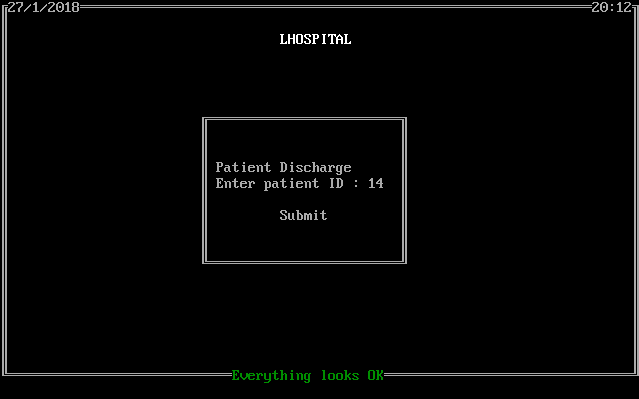 27/1/2018 20:12
LHOSPITAL
Patient Discharge
Enter patient ID : 14
Submit
Everything looks OK